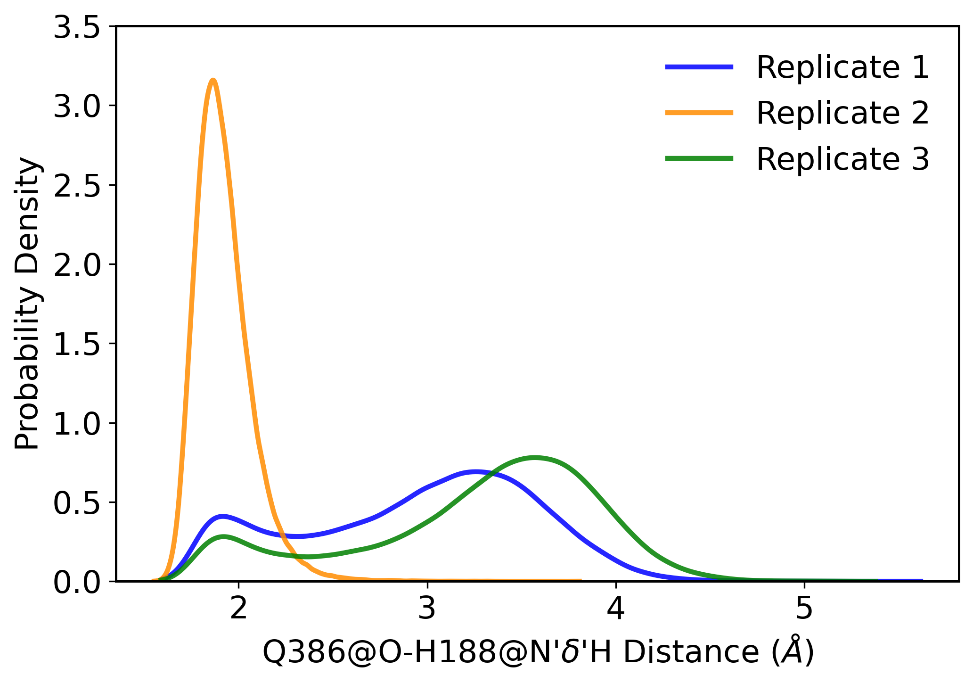 3.5
3.0
2.5
2.0
1.5
1.0
0.5
0.0
Probability Density
Replicate 1
Replicate 2
Replicate 3
2 3 4 5
Q386@O-H188@N'δ'H Distance (Å)